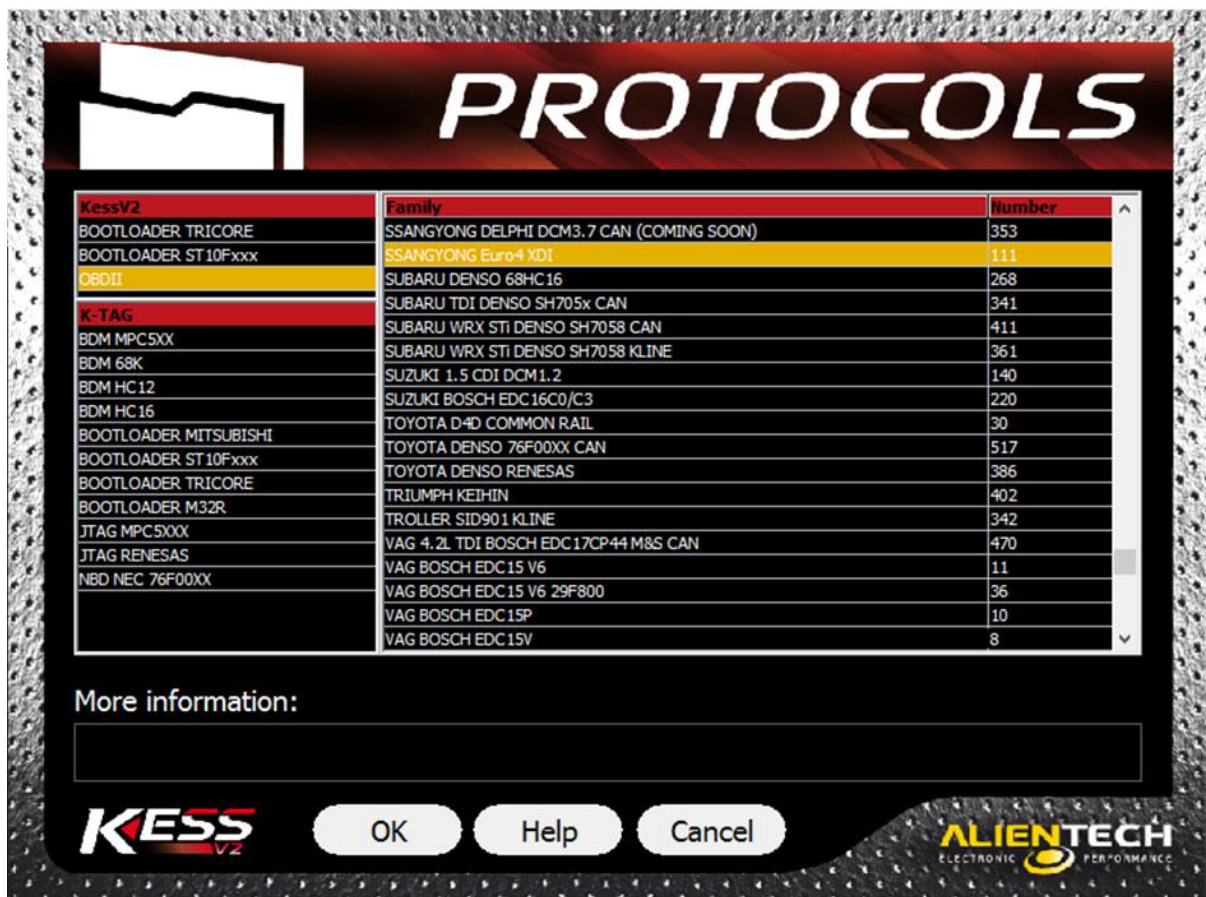 PROTOCOLS
KessV2
BOOTLOADER TRICORE
BOOTLOADER ST10Fxxx
OBDII
K-TAG
BDM MPC5XX
BDM 68K
BDM HC12
BDM HC16
BOOTLOADER MITSUBISHI
BOOTLOADER ST10Fxxx
BOOTLOADER TRICORE
BOOTLOADER M32R
JTAG MPC5XXX
JTAG RENESAS
NBD NEC 76F00XX
Family Number
SSANGYONG DELPHI DCM3.7 CAN (COMING SOON) 353
SSANGYONG Euro4 XDI 111
SUBARU DENSO 68HC16 268
SUBARU TDI DENSO SH705x CAN 341
SUBARU WRX STi DENSO SH7058 CAN 411
SUBARU WRX STi DENSO SH7058 KLINE 361
SUZUKI 1.5 CDI DCM1.2 140
SUZUKI BOSCH EDC16C0/C3 220
TOYOTA D4D COMMON RAIL 30
TOYOTA DENSO 76F00XX CAN 517
TOYOTA DENSO RENESAS 386
TRIUMPH KEIHIN 402
TROLLER SID901 KLINE 342
VAG 4.2L TDI BOSCH EDC17CP44 M&S CAN 470
VAG BOSCH EDC15 V6 11
VAG BOSCH EDC15 V6 29F800 36
VAG BOSCH EDC15P 10
VAG BOSCH EDC15V 8
More information:
KESS V2
OK Help Cancel
ALIENTECH
ELECTRONIC PERFORMANCE